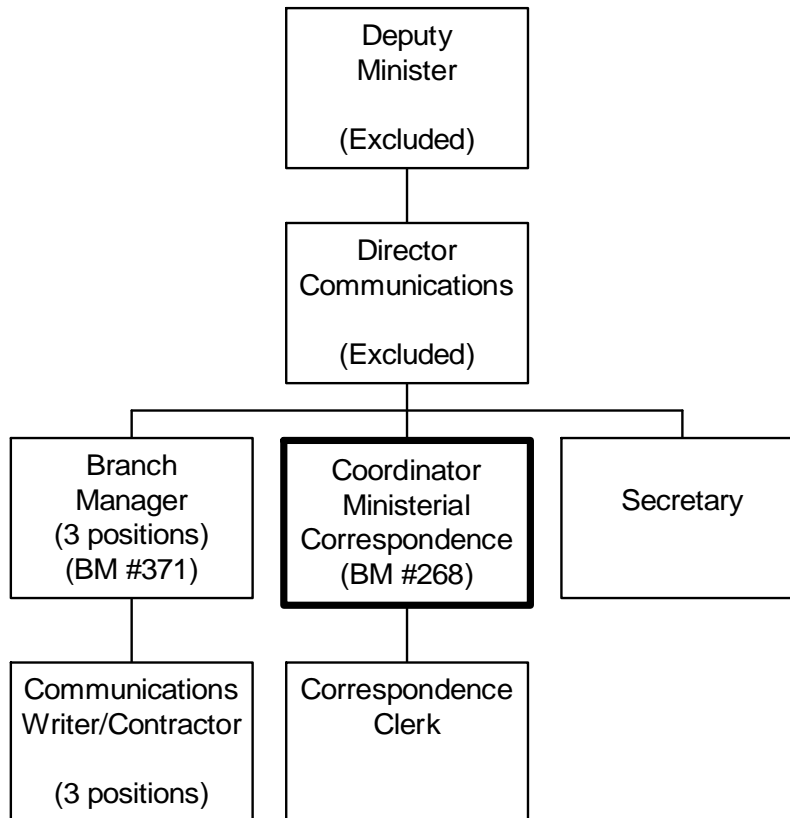 Deputy
Minister
(Excluded)
Director
Communications
(Excluded)
Branch
Manager
(3 positions)
(BM #371)
Coordinator
Ministerial
Correspondence
(BM #268)
Secretary
Communications
Writer/Contractor
(3 positions)
Correspondence
Clerk